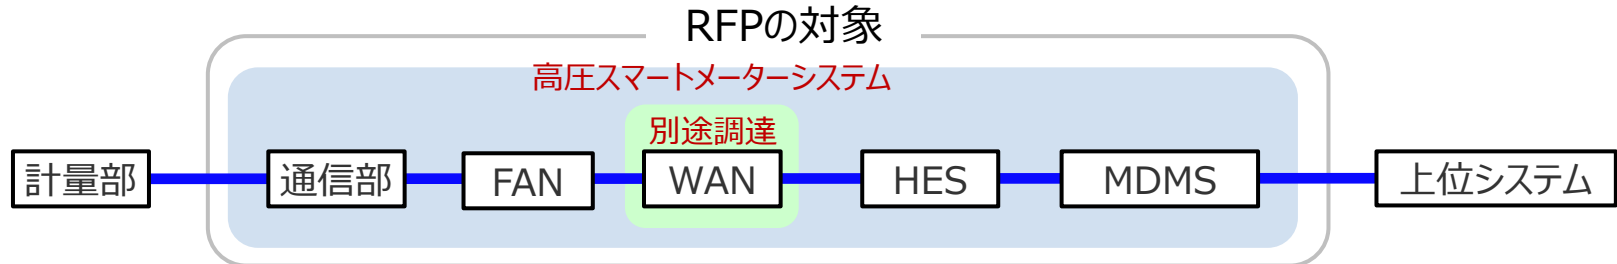 RFPの対象
高圧スマートメーターシステム
別途調達
計量部
通信部
FAN
WAN
HES
MDMS
上位システム